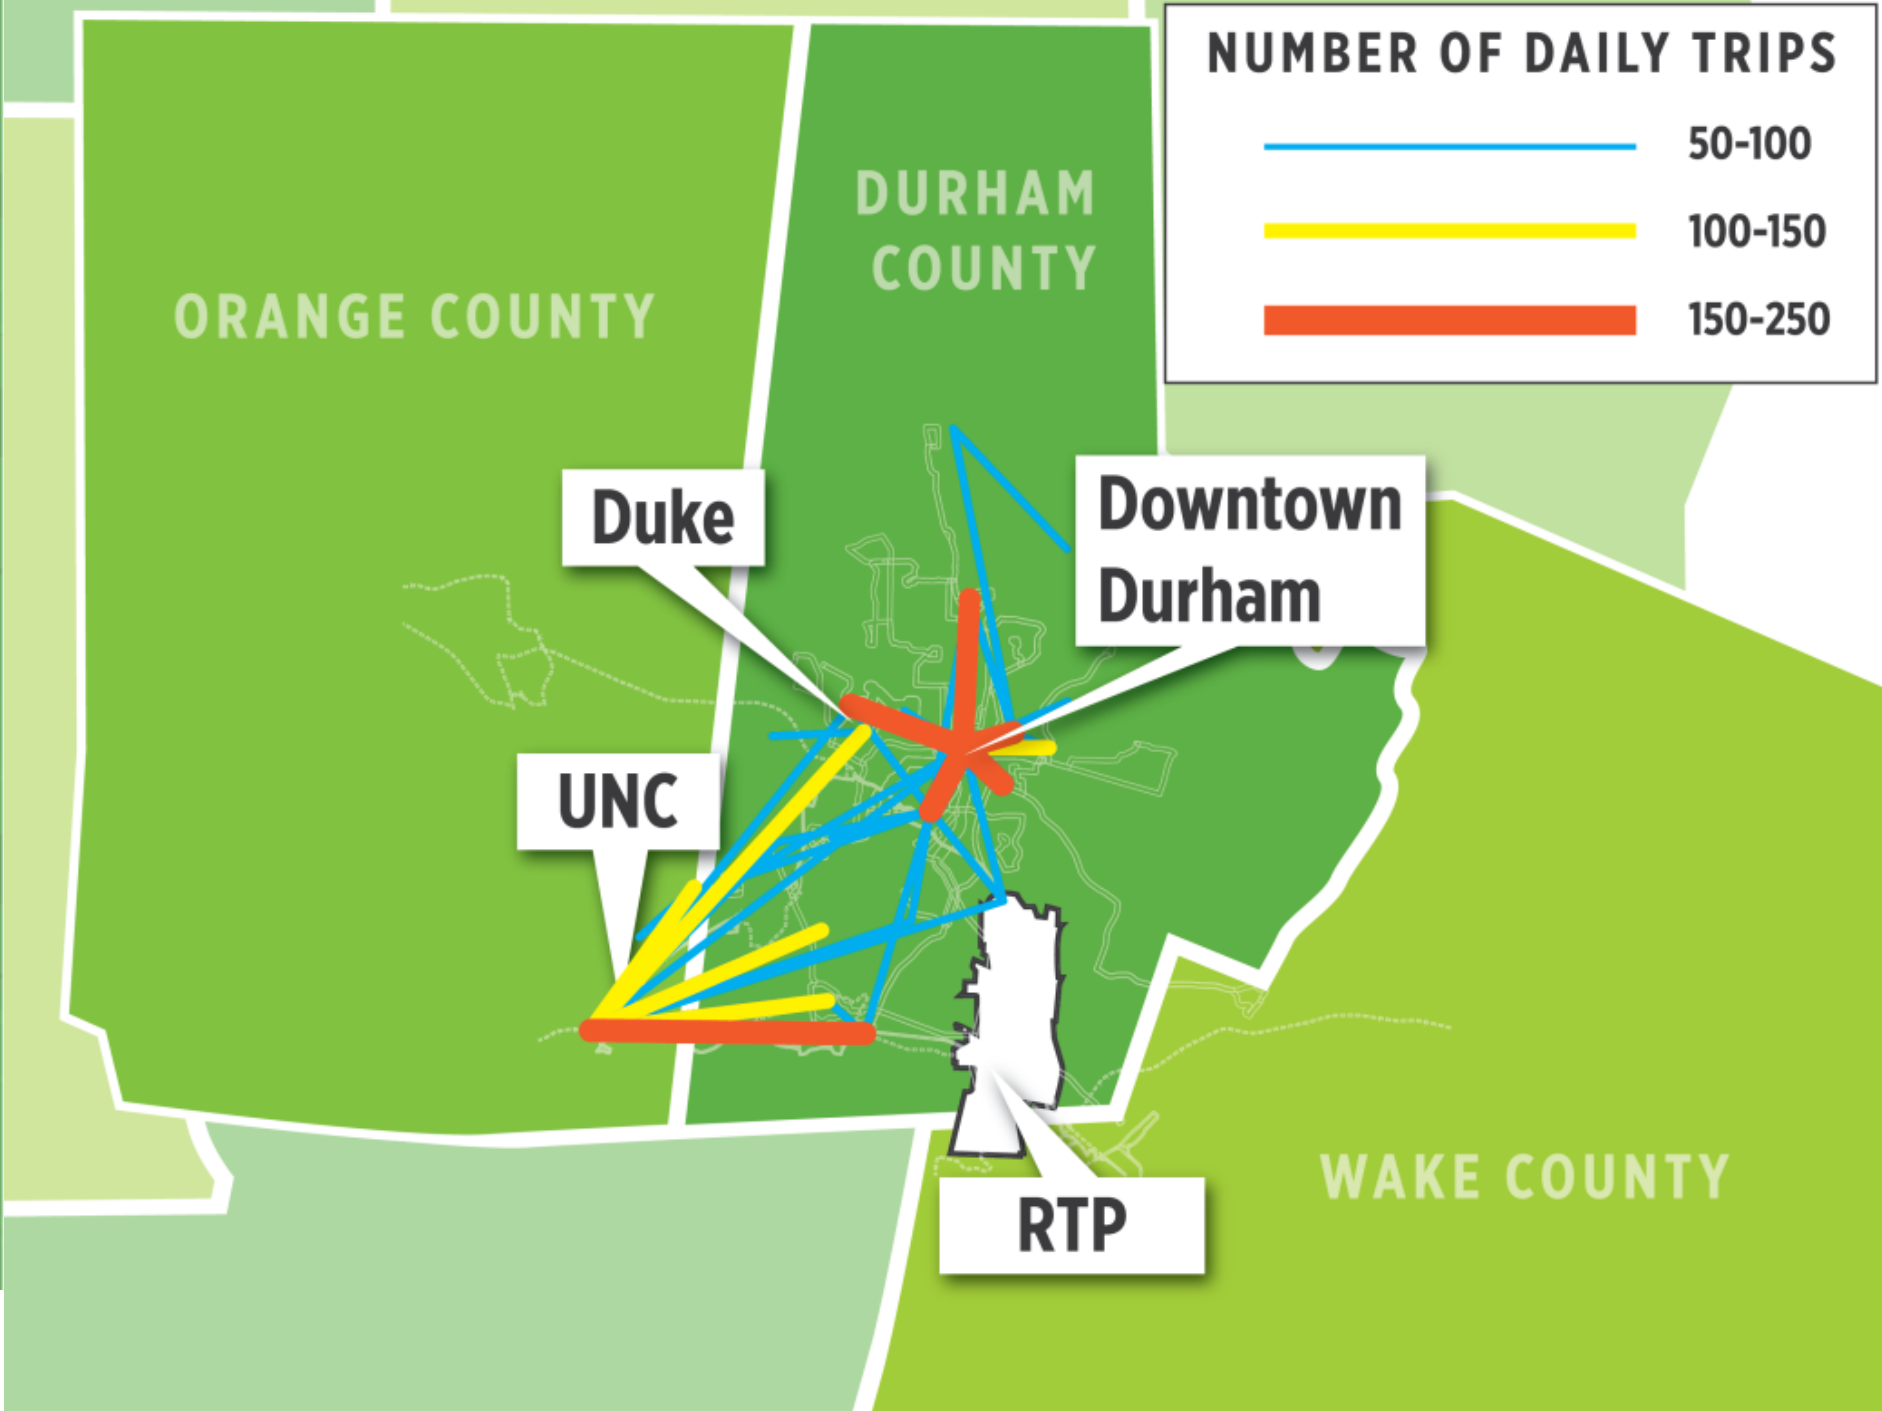 NUMBER OF DAILY TRIPS
50-100
100-150
150-250
DURHAM
COUNTY
ORANGE COUNTY
Duke
Downtown
Durham
UNC
WAKE COUNTY
RTP